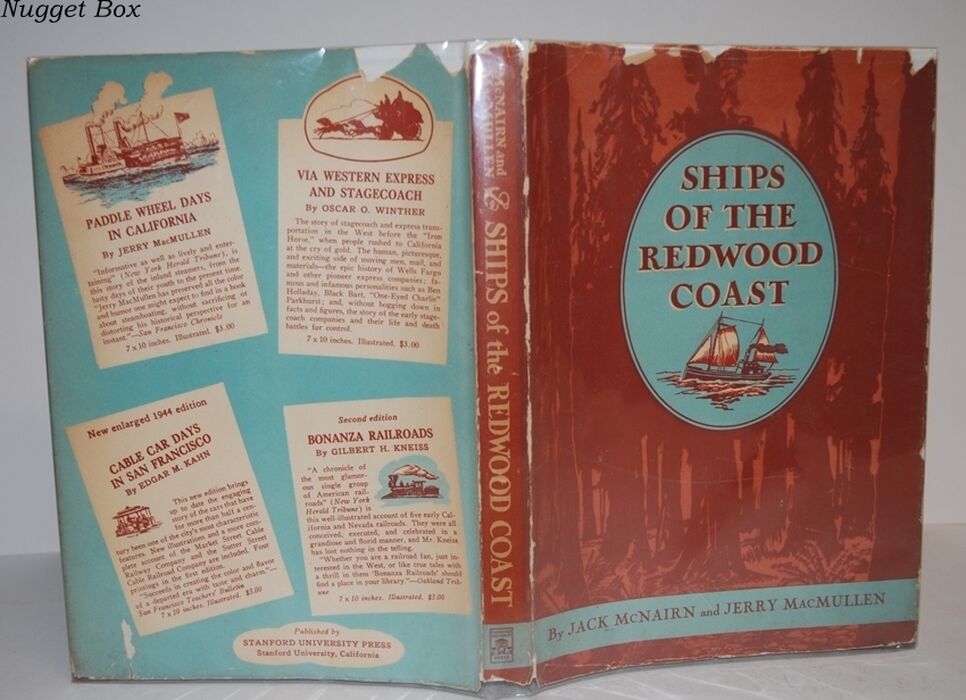 Nugget Box
PADDLE WHEEL DAYS
IN CALIFORNIA
By JERRY MacMULLEN
"Informative as well as lively and enter-
taining" (New York Herald Tribune), is
this story of the inland steamers, from the
lusty days of their youth to the present time.
"Jerry MacMullen has preserved all the color
and humor one might expect to find in a book
about steamboating, without sacrificing or
distorting his historical perspective for an
instant."—San Francisco Chronicle
7 x 10 inches. Illustrated. $3.00
VIA WESTERN EXPRESS
AND STAGECOACH
By OSCAR O. WINTHER
The story of stagecoach and express trans-
portation in the West before the "Iron
Horse," when people rushed to California
at the cry of gold. The human, picturesque,
and exciting side of moving men, mail, and
materials—the epic history of Wells Fargo
and other pioneer express companies; fa-
mous and infamous personalities such as Ben
Holladay, Black Bart, "One-Eyed Charlie"
Parkhurst; and, without bogging down in
facts and figures, the story of the early stage-
coach companies and their life and death
battles for control.
7 x 10 inches. Illustrated. $3.00
New enlarged 1944 edition
CABLE CAR DAYS
IN SAN FRANCISCO
By EDGAR M. KAHN
This new edition brings
up to date the engaging
story of the cars that have
for more than half a cen-
tury been one of the city's most characteristic
features. New illustrations and a more com-
plete account of the Market Street Cable
Railway Company and the Sutter Street
Cable Railroad Company are included. Four
printings in the first edition.
"Succeeds in creating the color and flavor
of a departed era with taste and charm."—
San Francisco Teachers' Bulletin
7 x 10 inches. Illustrated. $3.00
Second edition
BONANZA RAILROADS
By GILBERT H. KNEISS
"A chronicle of
the most glamor-
ous single group
of American rail-
roads" (New York
Herald Tribune) is
this well-illustrated account of five early Cal-
ifornia and Nevada railroads. They were all
conceived, executed, and celebrated in a
grandiose and florid manner, and Mr. Kneiss
has lost nothing in the telling.
"Whether you are a railroad fan, just in-
terested in the West, or like true tales with
a thrill in them 'Bonanza Railroads' should
find a place in your library."—Oakland Trib-
une
7 x 10 inches. Illustrated. $3.00
Published by
STANFORD UNIVERSITY PRESS
Stanford University, California
McNAIRN and
MacMULLEN
& SHIPS of the REDWOOD COAST
SHIPS
OF THE
REDWOOD
COAST
By JACK McNAIRN and JERRY MacMULLEN